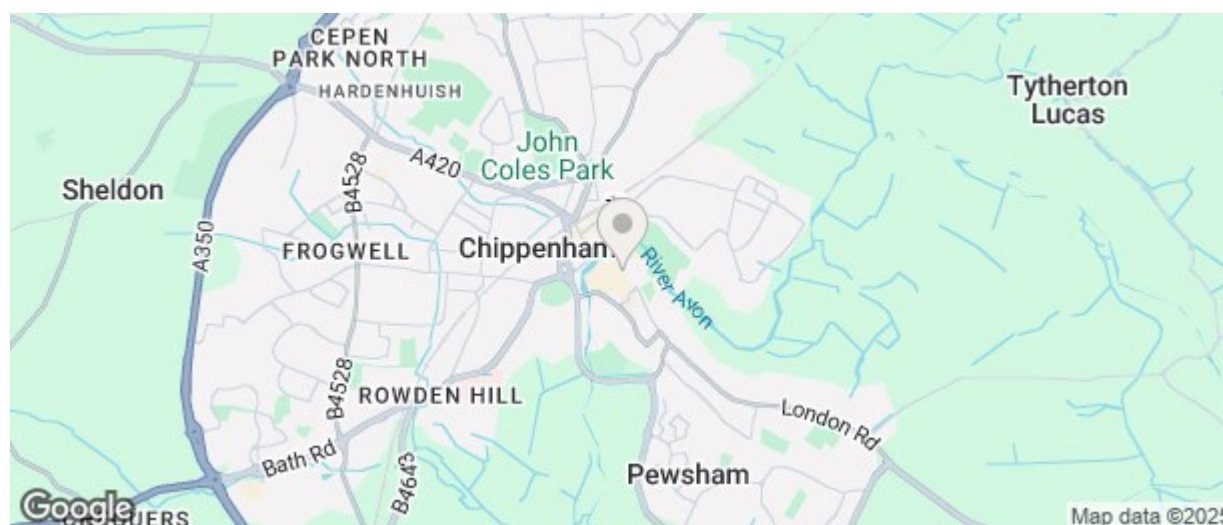 CEPEN
PARK NORTH
HARDENHUISH
Tytherton
Lucas
John
Coles Park
A420
B4528
Sheldon
A350
FROGWELL
Chippenham
River Avon
B4528
ROWDEN HILL
London Rd
Bath Rd
B4643
Pewsham
Google
Map data ©2025